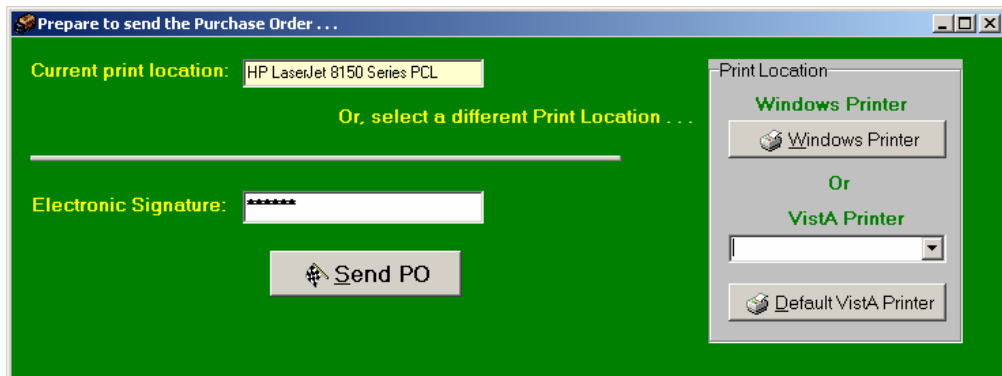 Prepare to send the Purchase Order . . .
Current print location: HP LaserJet 8150 Series PCL
Or, select a different Print Location . . .
Electronic Signature: ******
Send PO
Print Location
Windows Printer
Windows Printer
Or
VistA Printer
Default VistA Printer